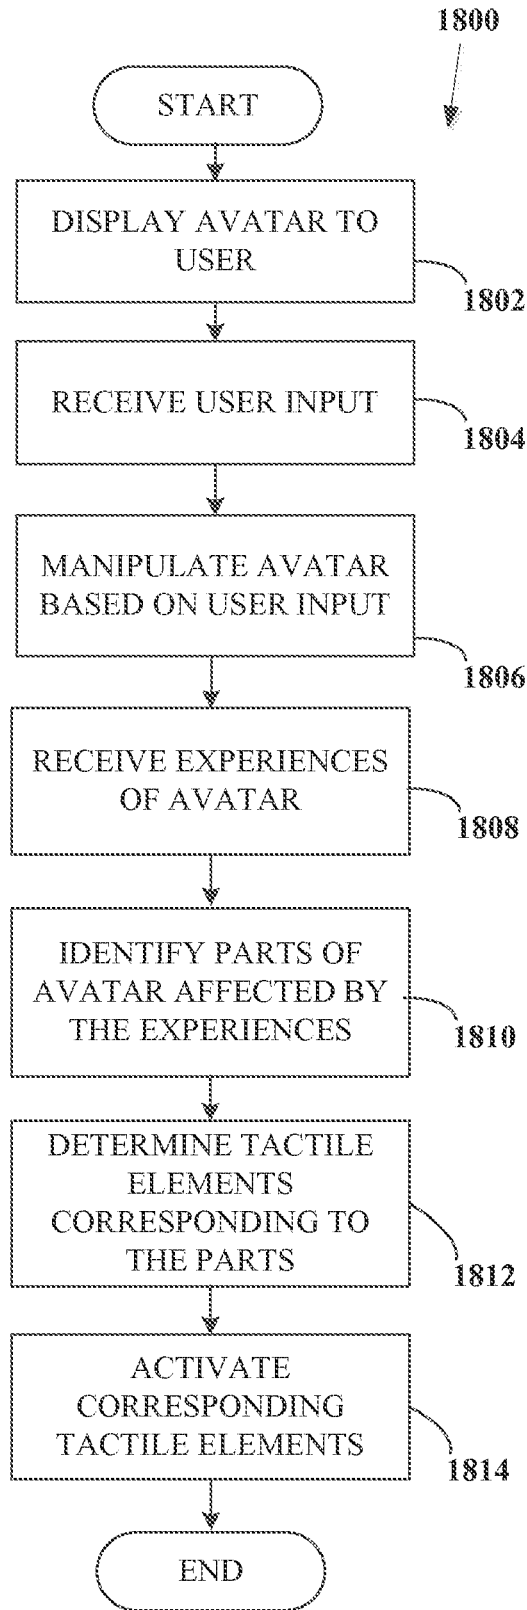 1800
START
DISPLAY AVATAR TO
USER
1802
RECEIVE USER INPUT
1804
MANIPULATE AVATAR
BASED ON USER INPUT
1806
RECEIVE EXPERIENCES
OF AVATAR
1808
IDENTIFY PARTS OF
AVATAR AFFECTED BY
THE EXPERIENCES
1810
DETERMINE TACTILE
ELEMENTS
CORRESPONDING TO
THE PARTS
1812
ACTIVATE
CORRESPONDING
TACTILE ELEMENTS
1814
END